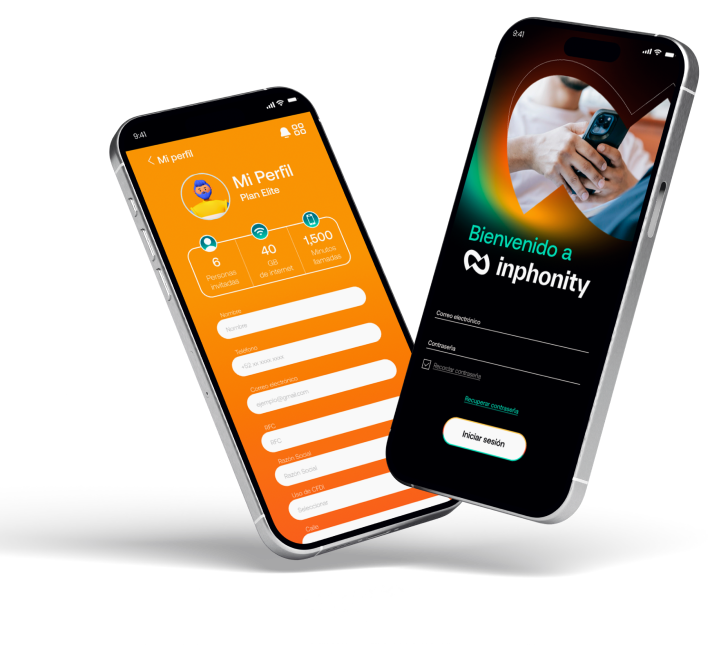 9:41
Mi perfil
Mi Perfil
Plan Elite
6
Personas
invitadas
40
GB
de internet
1,500
Minutos
llamadas
Nombre
Nombre
Teléfono
+52 xx xxxx xxxx
Correo electrónico
ejemplo@gmail.com
RFC
RFC
Razón Social
Razón Social
Uso de CFDI
Selecciona
Calle
9:41
Bienvenido a
inphonity
Correo electrónico
Contraseña
Recordar contraseña
Recuperar contraseña
Iniciar sesión